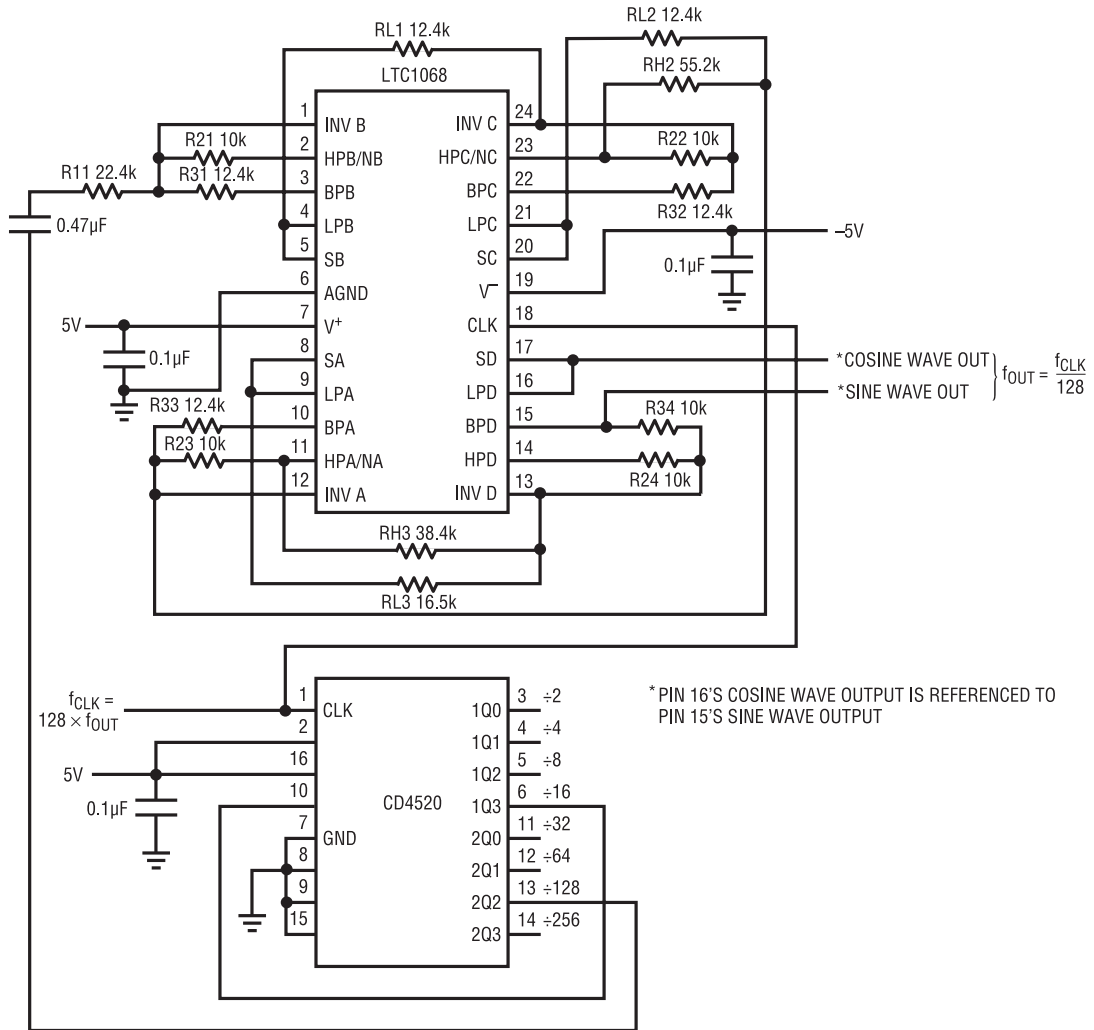 RL2 12.4k
RL1 12.4k
RH2 55.2k
LTC1068
1 INV B
2 HPB/NB
3 BPB
4 LPB
5 SB
6 AGND
7 V+
8 SA
9 LPA
10 BPA
11 HPA/NA
12 INV A
24 INV C
23 HPC/NC
22 BPC
21 LPC
20 SC
19 V–
18 CLK
17 SD
16 LPD
15 BPD
14 HPD
13 INV D
R21 10k
R11 22.4k
R31 12.4k
0.47µF
R22 10k
R32 12.4k
–5V
0.1µF
5V
0.1µF
R33 12.4k
R23 10k
*COSINE WAVE OUT
*SINE WAVE OUT
fOUT = fCLK
128
R34 10k
R24 10k
RH3 38.4k
RL3 16.5k
fCLK =
128 × fOUT
5V
0.1µF
CD4520
1 CLK
2
16
10
7 GND
8
9
15
1Q0 3 ÷2
1Q1 4 ÷4
1Q2 5 ÷8
1Q3 6 ÷16
2Q0 11 ÷32
2Q1 12 ÷64
2Q2 13 ÷128
2Q3 14 ÷256
*PIN 16'S COSINE WAVE OUTPUT IS REFERENCED TO
PIN 15'S SINE WAVE OUTPUT